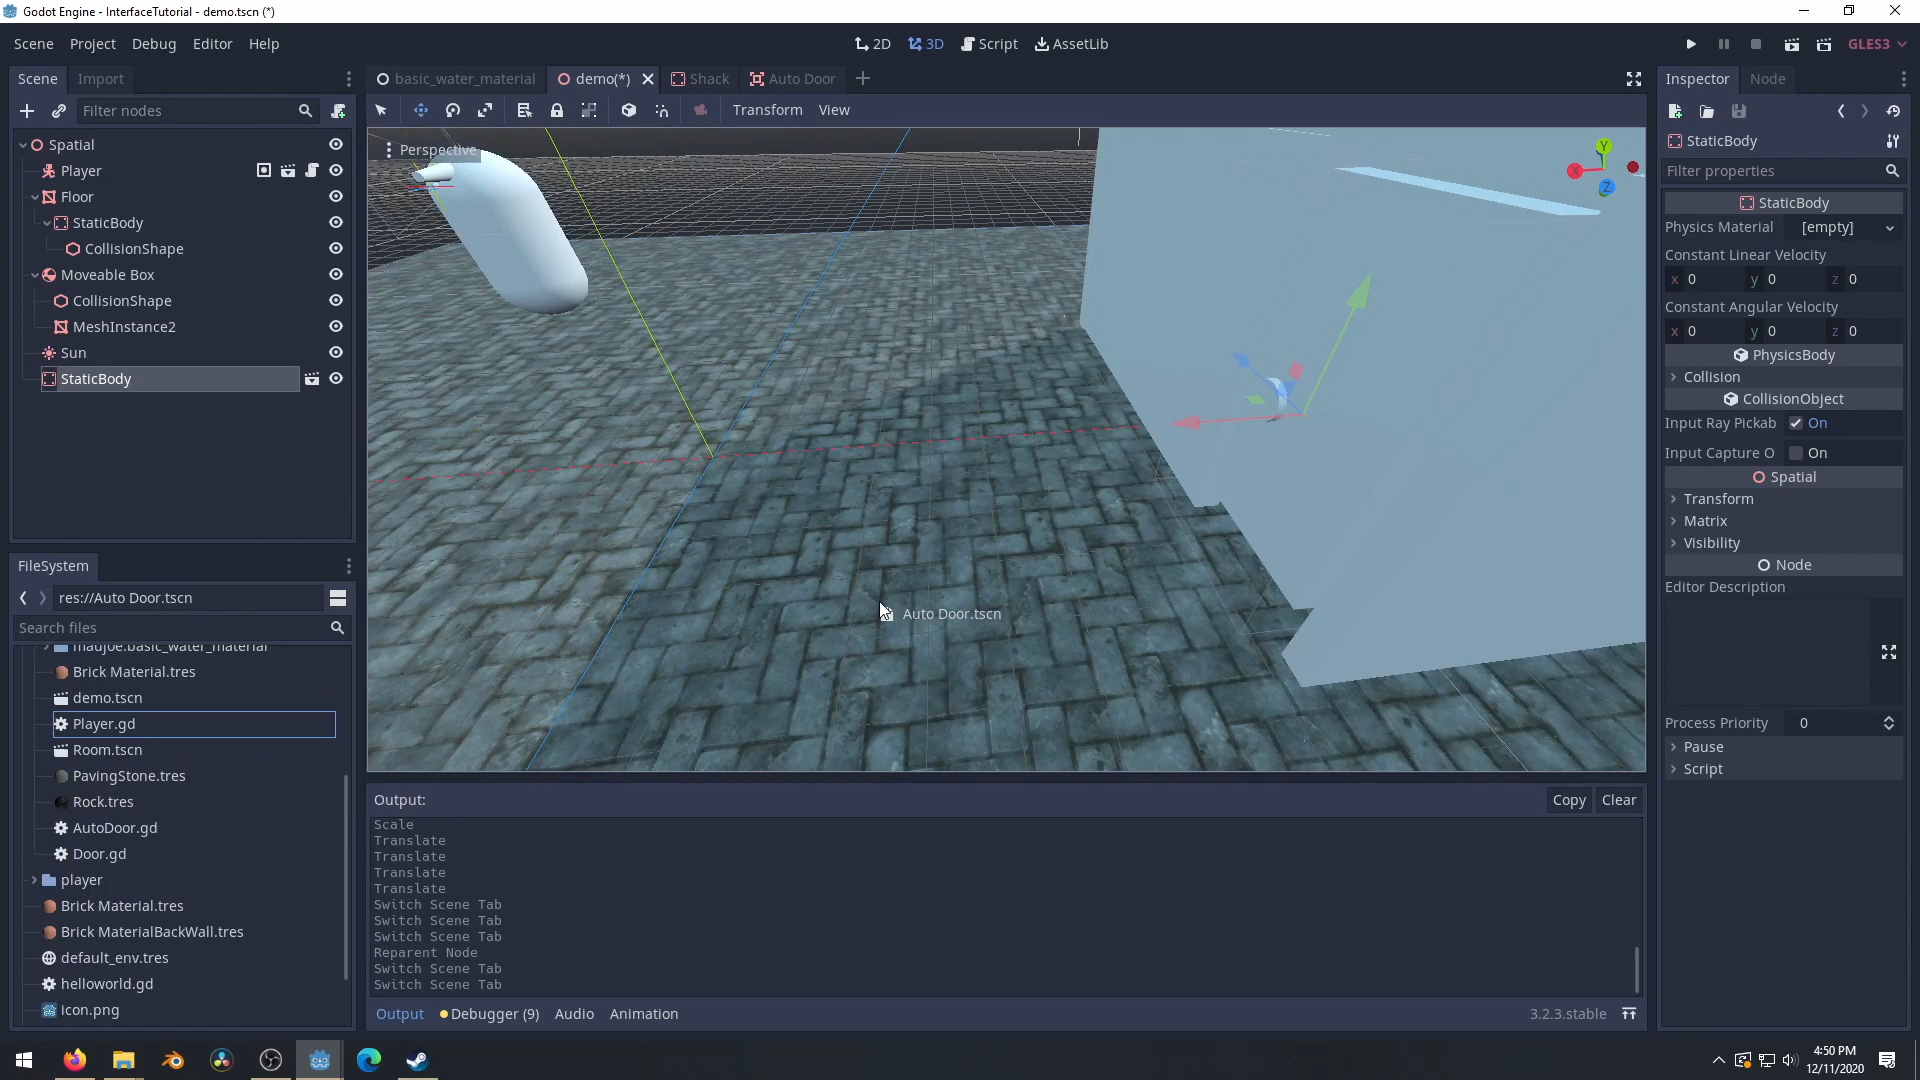 Godot Engine - InterfaceTutorial - demo.tscn (*)
Scene Project Debug Editor Help
2D 3D Script AssetLib
GLES3
Scene Import
basic_water_material demo(*) Shack Auto Door
Inspector Node
Filter nodes
Transform View
Spatial
Player
Floor
StaticBody
CollisionShape
Moveable Box
CollisionShape
MeshInstance2
Sun
StaticBody
Perspective
Y
X
Z
Auto Door.tscn
StaticBody
Filter properties
StaticBody
Physics Material [empty]
Constant Linear Velocity
x 0 y 0 z 0
Constant Angular Velocity
x 0 y 0 z 0
PhysicsBody
Collision
CollisionObject
Input Ray Pickab On
Input Capture O On
Spatial
Transform
Matrix
Visibility
Node
Editor Description
Process Priority 0
Pause
Script
FileSystem
res://Auto Door.tscn
Search files
maujoe.basic_water_material
Brick Material.tres
demo.tscn
Player.gd
Room.tscn
PavingStone.tres
Rock.tres
AutoDoor.gd
Door.gd
player
Brick Material.tres
Brick MaterialBackWall.tres
default_env.tres
helloworld.gd
icon.png
Output:
Copy Clear
Scale
Translate
Translate
Translate
Translate
Switch Scene Tab
Switch Scene Tab
Switch Scene Tab
Reparent Node
Switch Scene Tab
Switch Scene Tab
Output Debugger (9) Audio Animation
3.2.3.stable
4:50 PM
12/11/2020